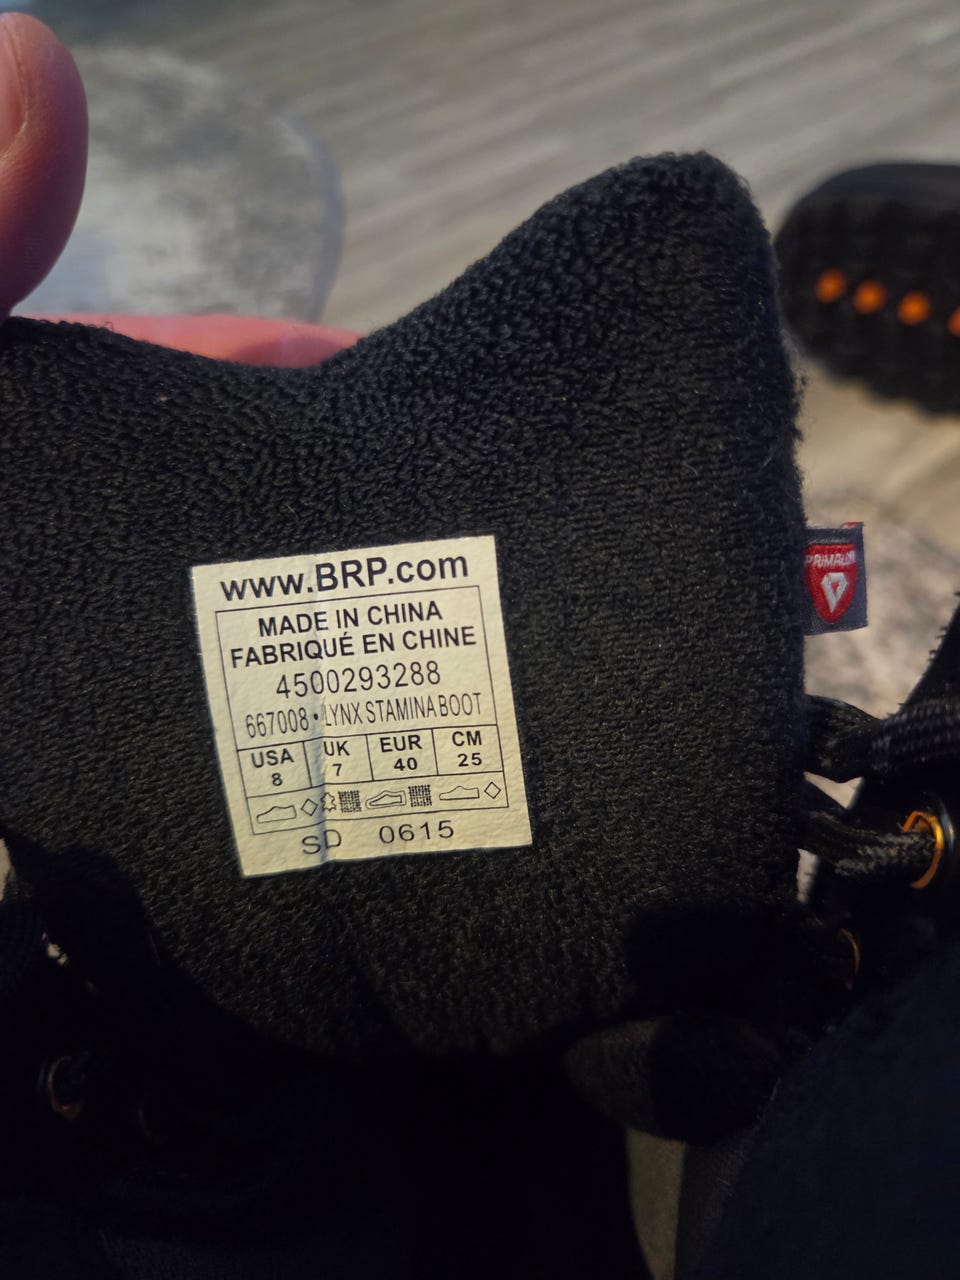 www.BRP.com
MADE IN CHINA
FABRIQUÉ EN CHINE
4500293288
667008 • LYNX STAMINA BOOT
USA UK EUR CM
8 7 40 25
SD 0615
PRIMALOFT